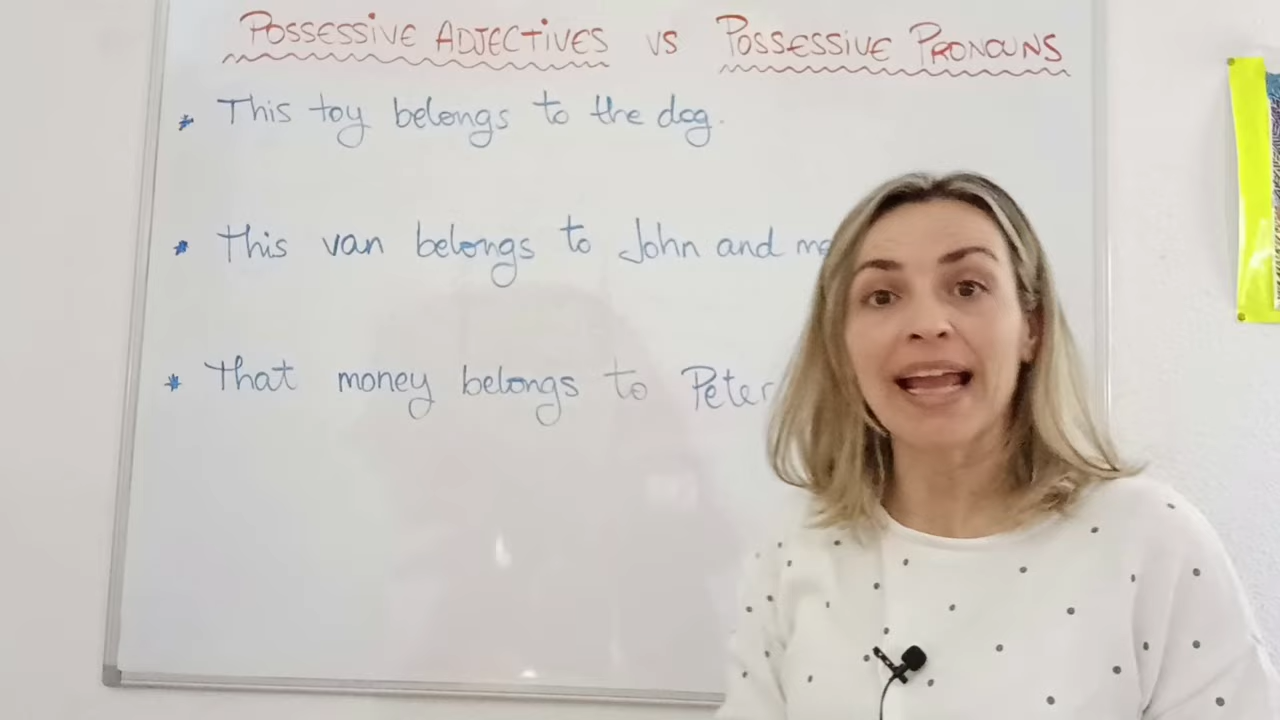 POSSESSIVE ADJECTIVES VS POSSESSIVE PRONOUNS
* This toy belongs to the dog.
* This van belongs to John and me
* That money belongs to Peter